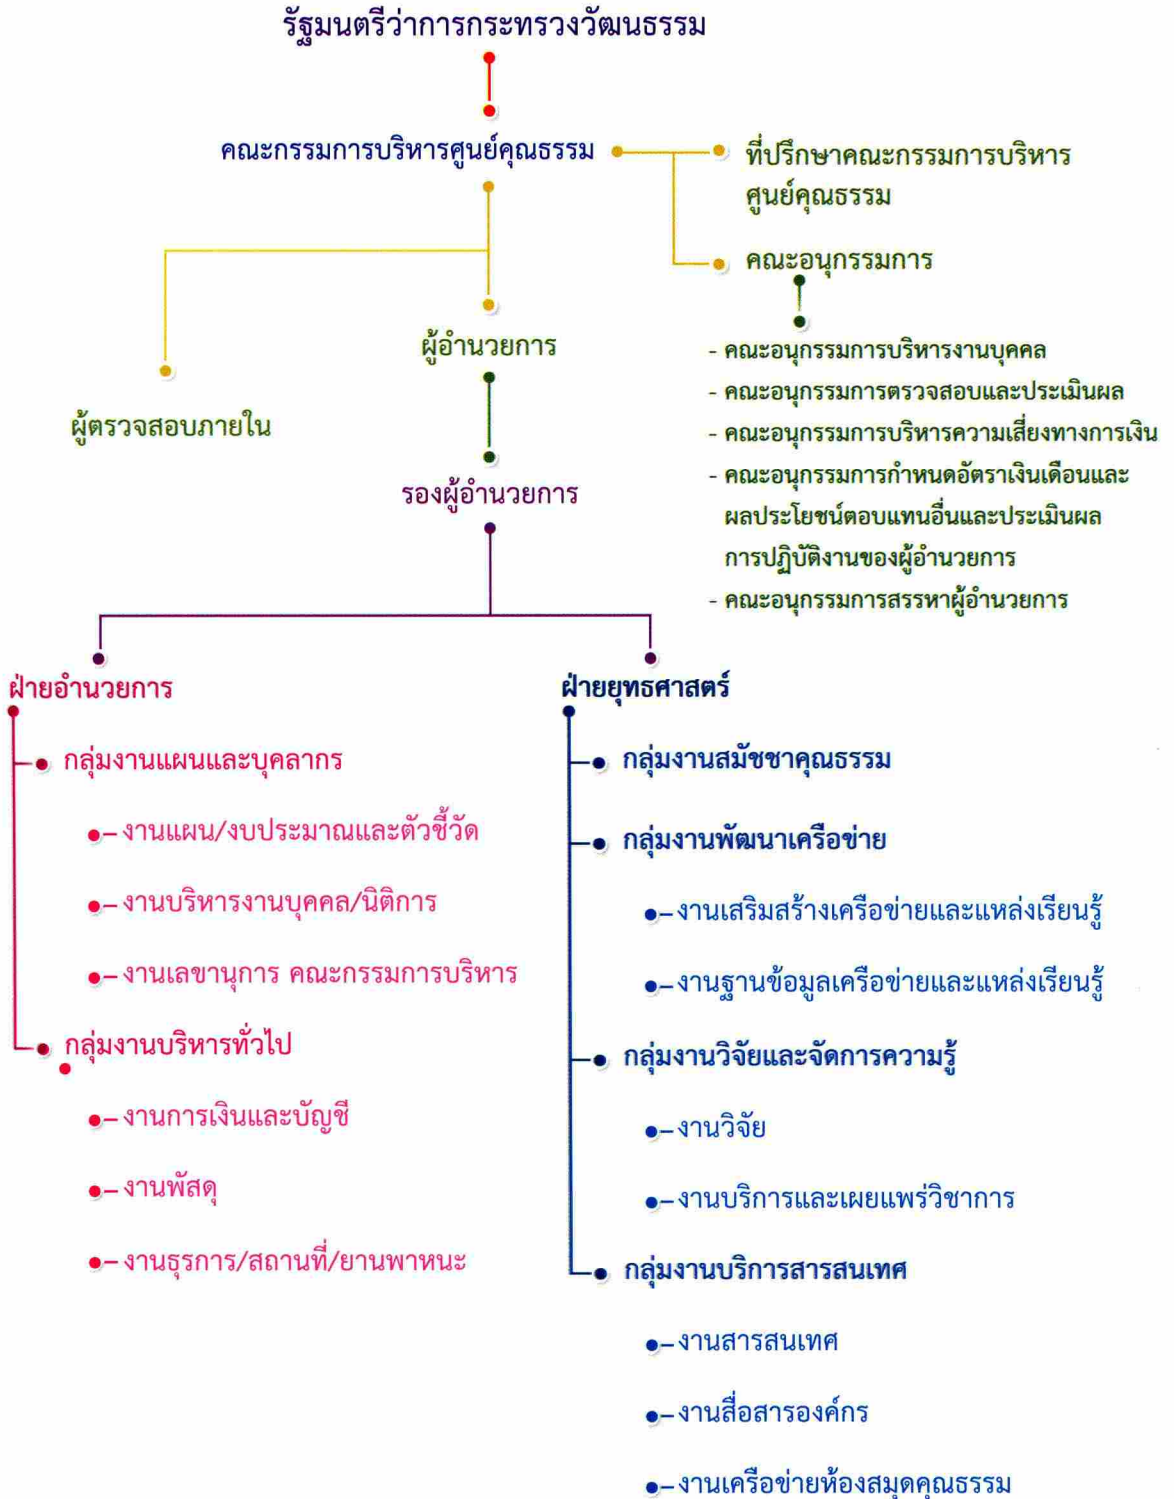 รัฐมนตรีว่าการกระทรวงวัฒนธรรม
คณะกรรมการบริหารศูนย์คุณธรรม
ที่ปรึกษาคณะกรรมการบริหาร
ศูนย์คุณธรรม
คณะอนุกรรมการ
- คณะอนุกรรมการบริหารงานบุคคล
- คณะอนุกรรมการตรวจสอบและประเมินผล
- คณะอนุกรรมการบริหารความเสี่ยงทางการเงิน
- คณะอนุกรรมการกำหนดอัตราเงินเดือนและ
ผลประโยชน์ตอบแทนอื่นและประเมินผล
การปฏิบัติงานของผู้อำนวยการ
- คณะอนุกรรมการสรรหาผู้อำนวยการ
ผู้อำนวยการ
ผู้ตรวจสอบภายใน
รองผู้อำนวยการ
ฝ่ายอำนวยการ
กลุ่มงานแผนและบุคลากร
งานแผน/งบประมาณและตัวชี้วัด
งานบริหารงานบุคคล/นิติการ
งานเลขานุการ คณะกรรมการบริหาร
กลุ่มงานบริหารทั่วไป
งานการเงินและบัญชี
งานพัสดุ
งานธุรการ/สถานที่/ยานพาหนะ
ฝ่ายยุทธศาสตร์
กลุ่มงานสมัชชาคุณธรรม
กลุ่มงานพัฒนาเครือข่าย
งานเสริมสร้างเครือข่ายและแหล่งเรียนรู้
งานฐานข้อมูลเครือข่ายและแหล่งเรียนรู้
กลุ่มงานวิจัยและจัดการความรู้
งานวิจัย
งานบริการและเผยแพร่วิชาการ
กลุ่มงานบริการสารสนเทศ
งานสารสนเทศ
งานสื่อสารองค์กร
งานเครือข่ายห้องสมุดคุณธรรม